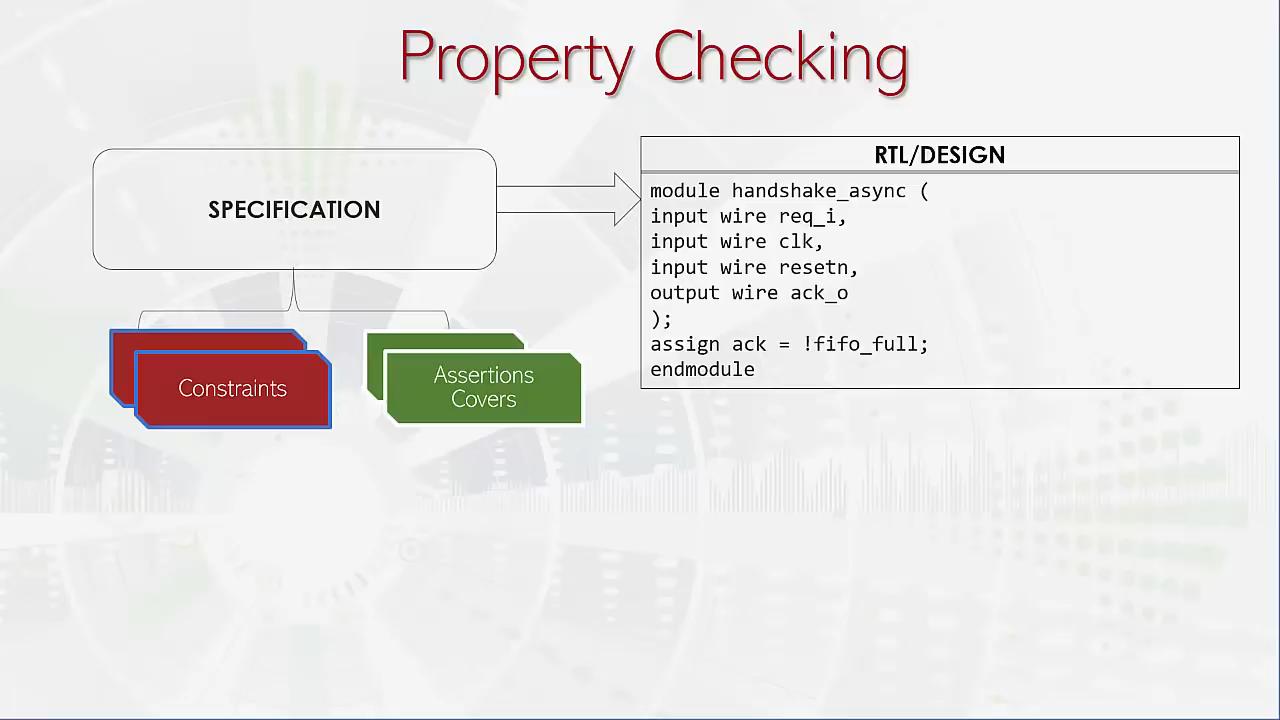 Property Checking
SPECIFICATION
Constraints
Assertions
Covers
RTL/DESIGN
module handshake_async (
input wire req_i,
input wire clk,
input wire resetn,
output wire ack_o
);
assign ack = !fifo_full;
endmodule